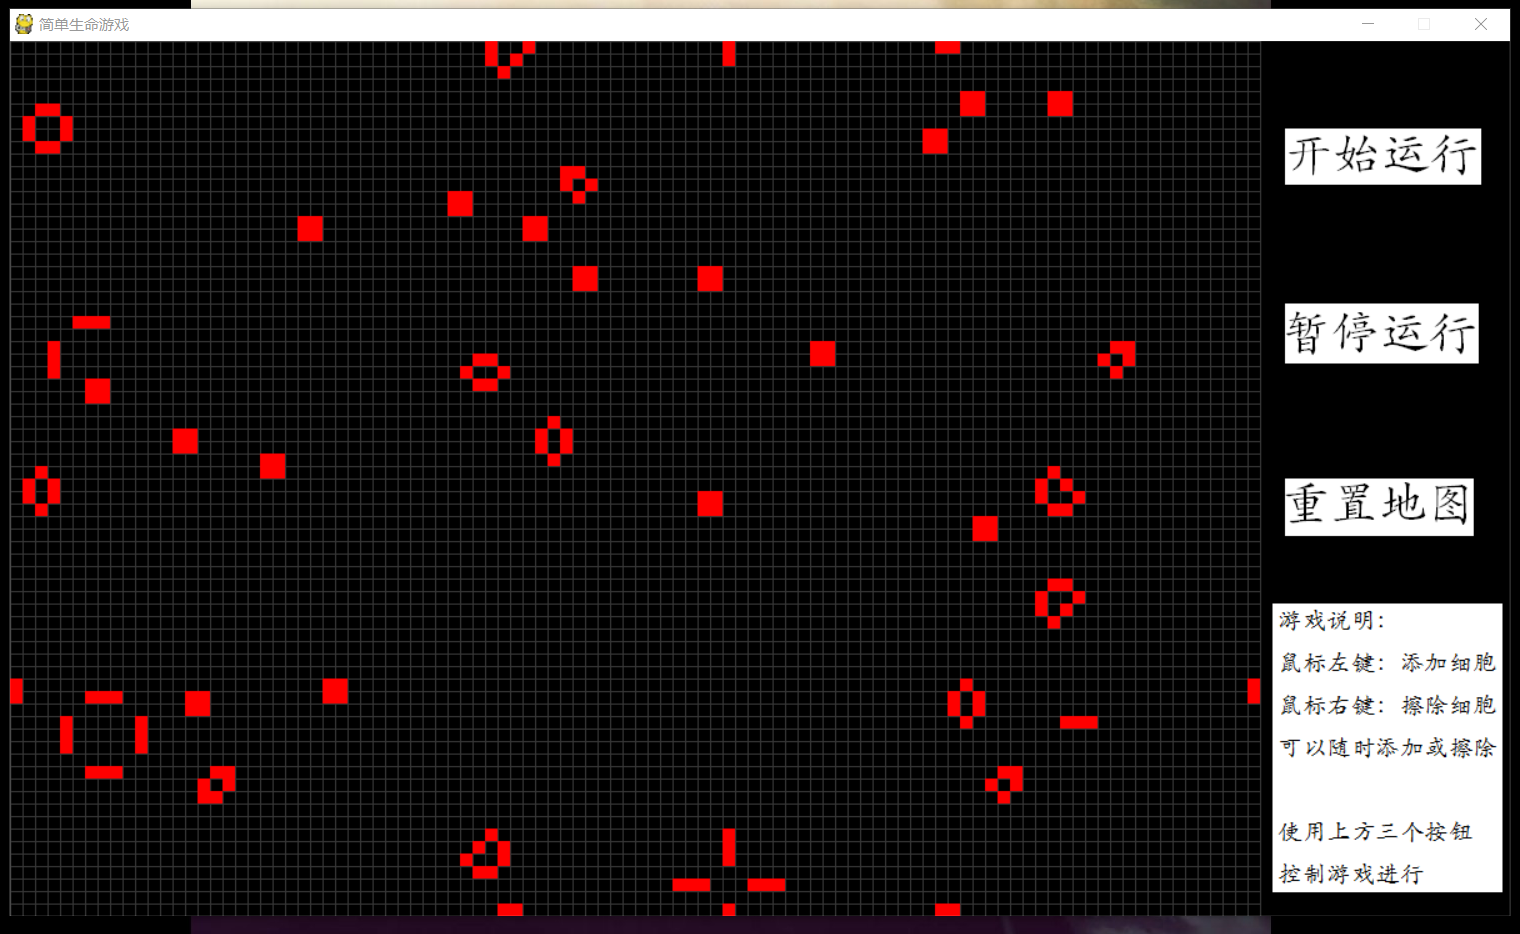 简单生命游戏
开始运行
暂停运行
重置地图
游戏说明：
鼠标左键：添加细胞
鼠标右键：擦除细胞
可以随时添加或擦除
使用上方三个按钮
控制游戏进行